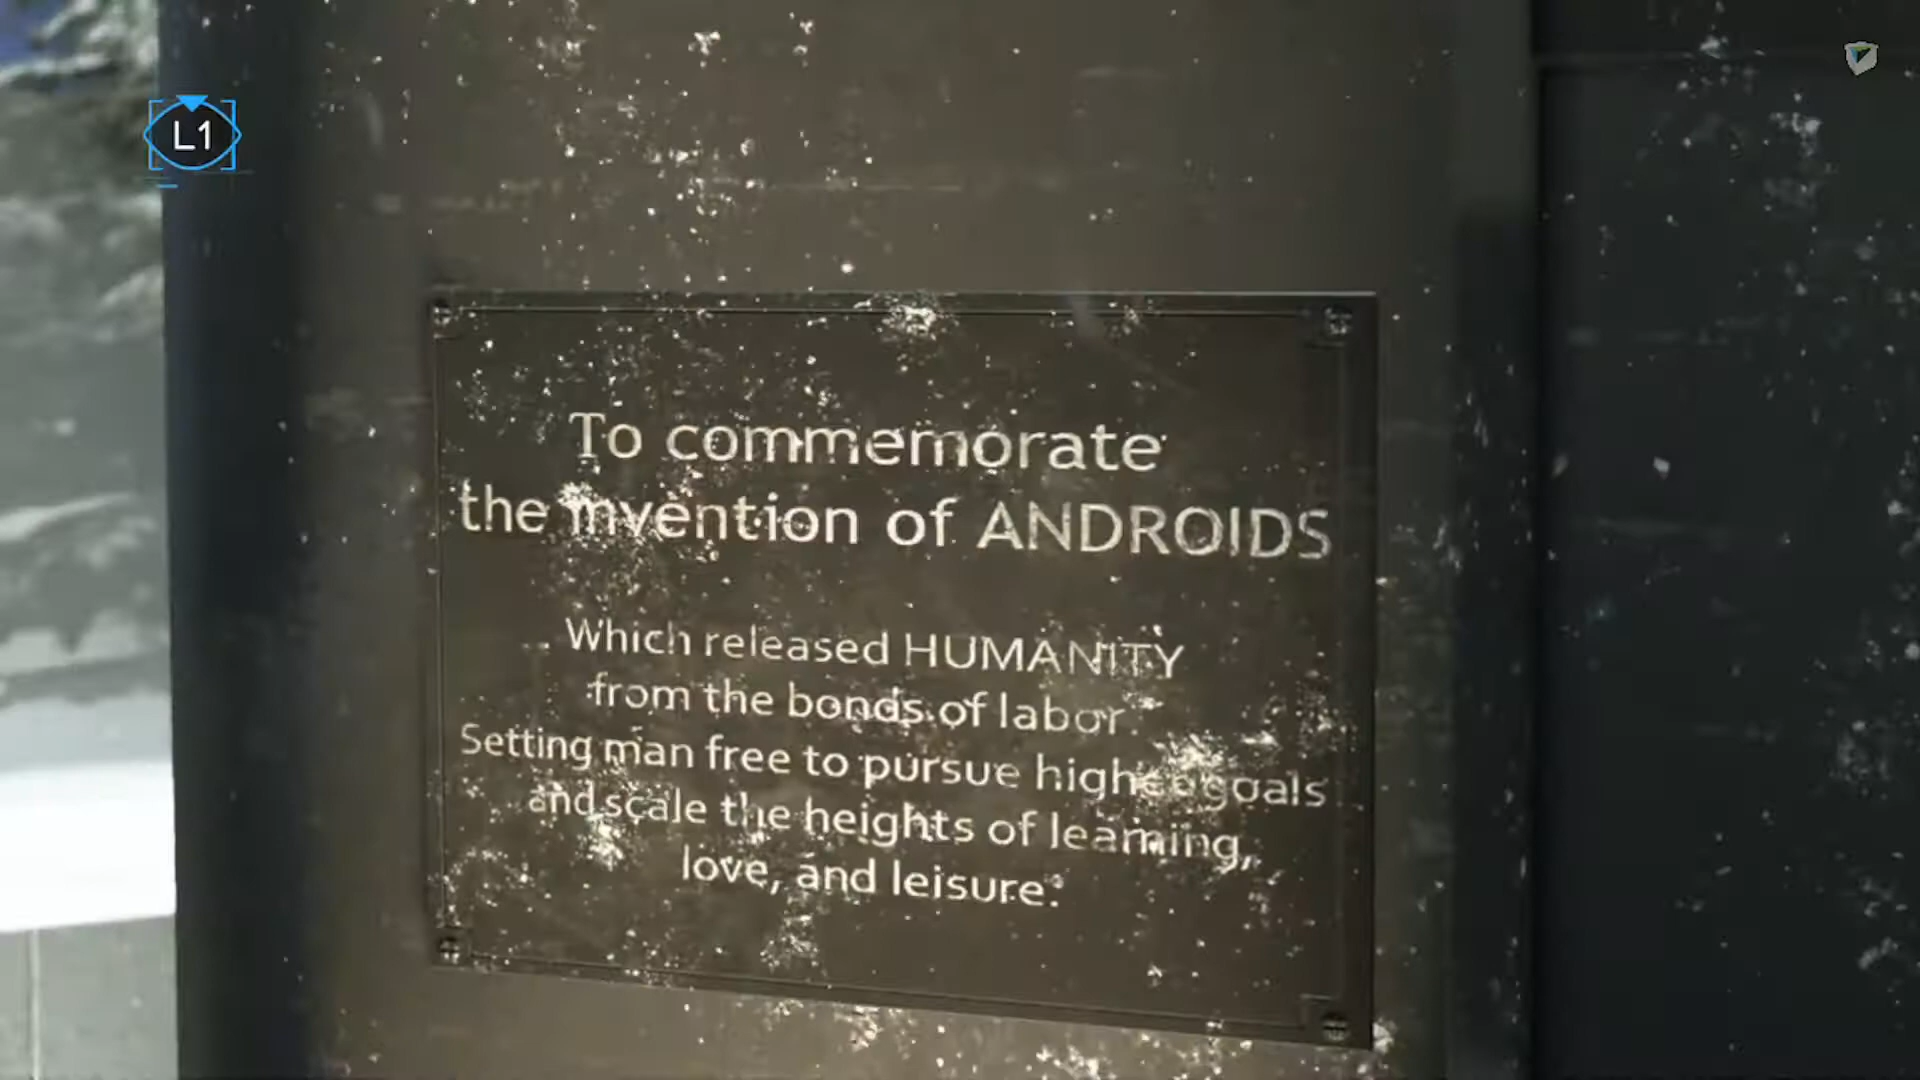 L1
To commemorate
the invention of ANDROIDS
Which released HUMANITY
from the bonds of labor.
Setting man free to pursue higher goals
and scale the heights of learning,
love, and leisure.